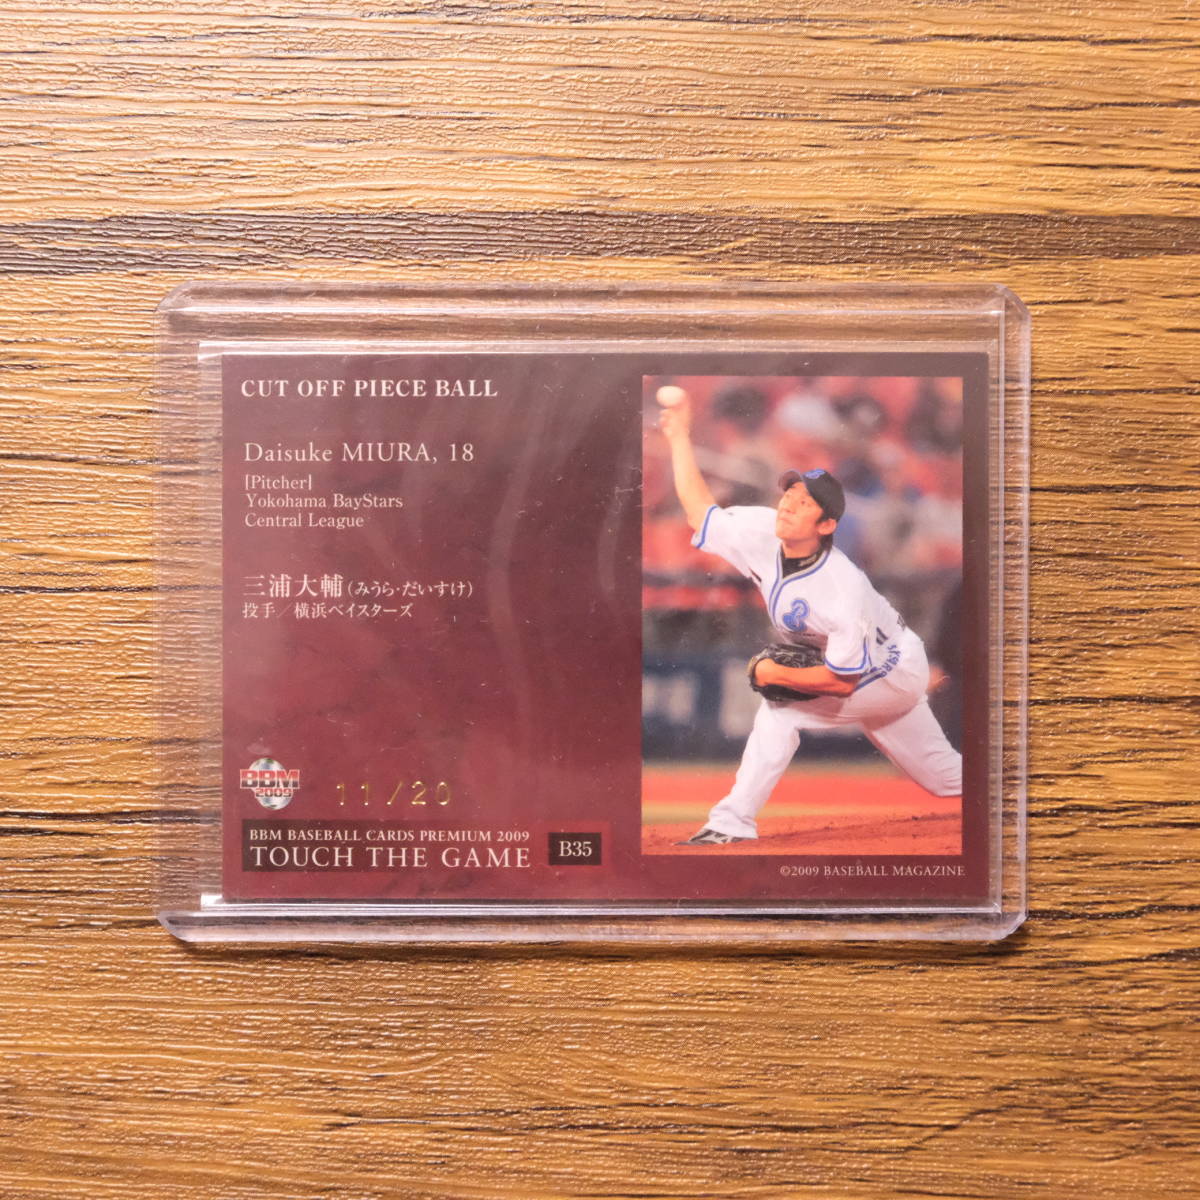 CUT OFF PIECE BALL
Daisuke MIURA, 18
[Pitcher]
Yokohama BayStars
Central League
三浦大輔(みうら・だいすけ)
投手/横浜ベイスターズ
BBM
2009
11/20
BBM BASEBALL CARDS PREMIUM 2009
TOUCH THE GAME
B35
©2009 BASEBALL MAGAZINE